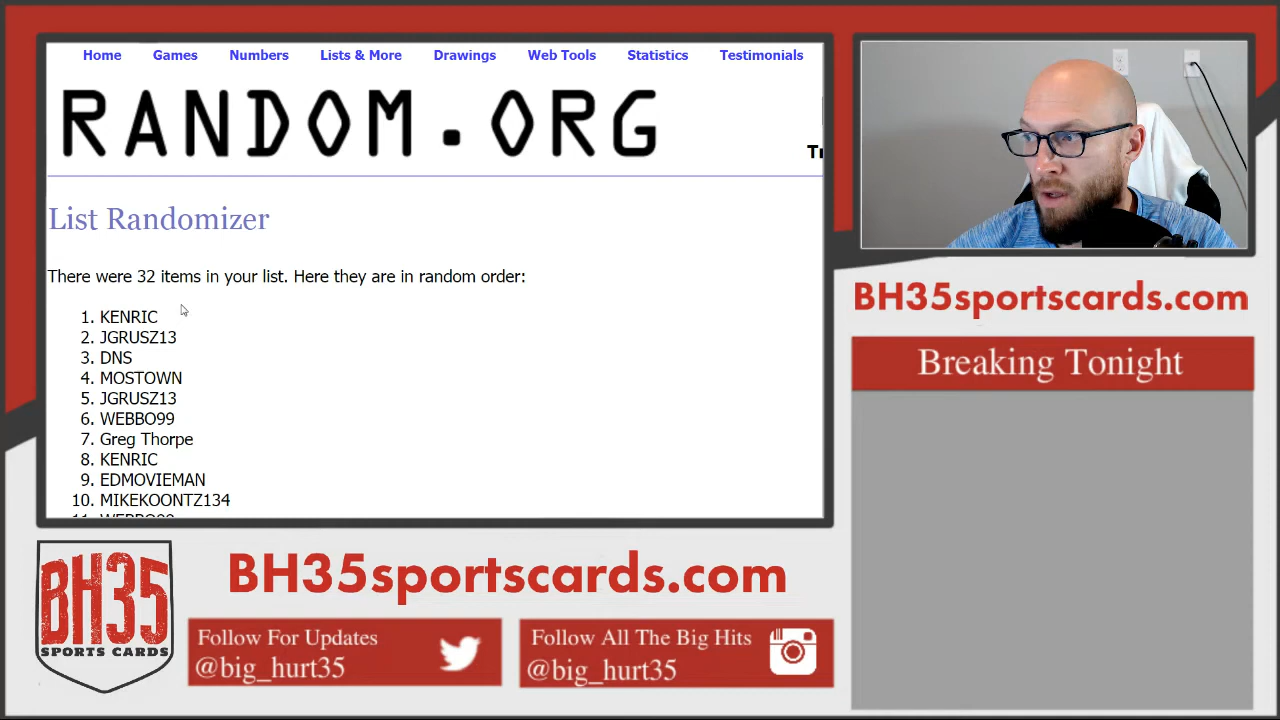 Home Games Numbers Lists & More Drawings Web Tools Statistics Testimonials
RANDOM.ORG
List Randomizer
There were 32 items in your list. Here they are in random order:
1. KENRIC
2. JGRUSZ13
3. DNS
4. MOSTOWN
5. JGRUSZ13
6. WEBBO99
7. Greg Thorpe
8. KENRIC
9. EDMOVIEMAN
10. MIKEKOONTZ134
BH35sportscards.com
Breaking Tonight
BH35
SPORTS CARDS
BH35sportscards.com
Follow For Updates
@big_hurt35
Follow All The Big Hits
@big_hurt35